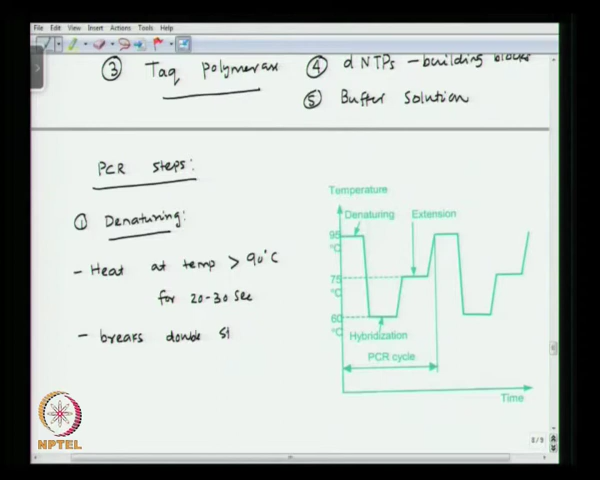 File Edit View Insert Actions Tools Help
③ Taq Polymerase ④ dNTPs - building blocks
⑤ Buffer Solution
PCR steps:
① Denaturing:
- Heat at temp > 90°C
for 20-30 sec
- breaks double st
Temperature
Denaturing
Extension
95
°C
75
°C
60
°C
Hybridization
PCR cycle
Time
NPTEL
8/9